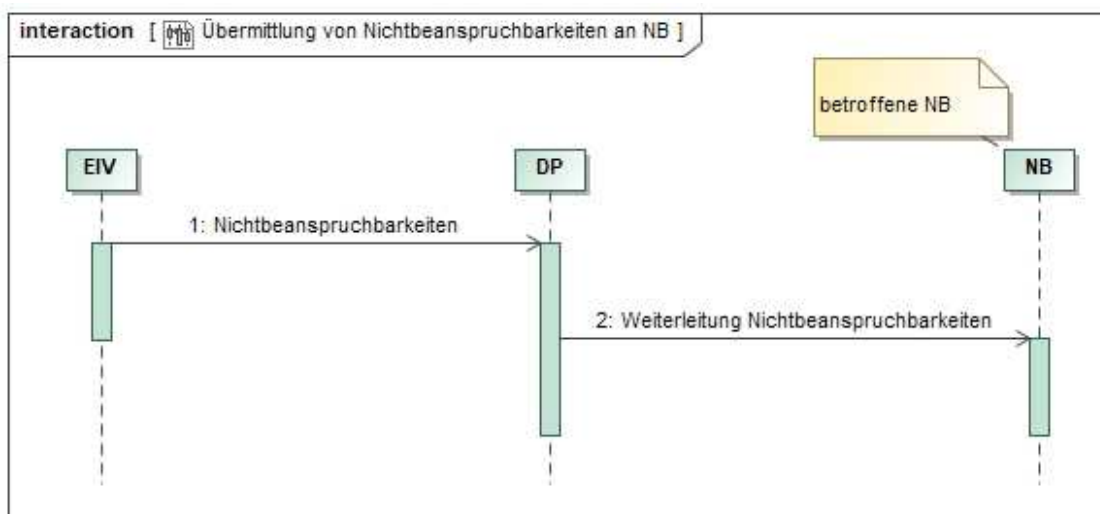 interaction [ Übermittlung von Nichtbeanspruchbarkeiten an NB ]
betroffene NB
EIV
DP
NB
1: Nichtbeanspruchbarkeiten
2: Weiterleitung Nichtbeanspruchbarkeiten